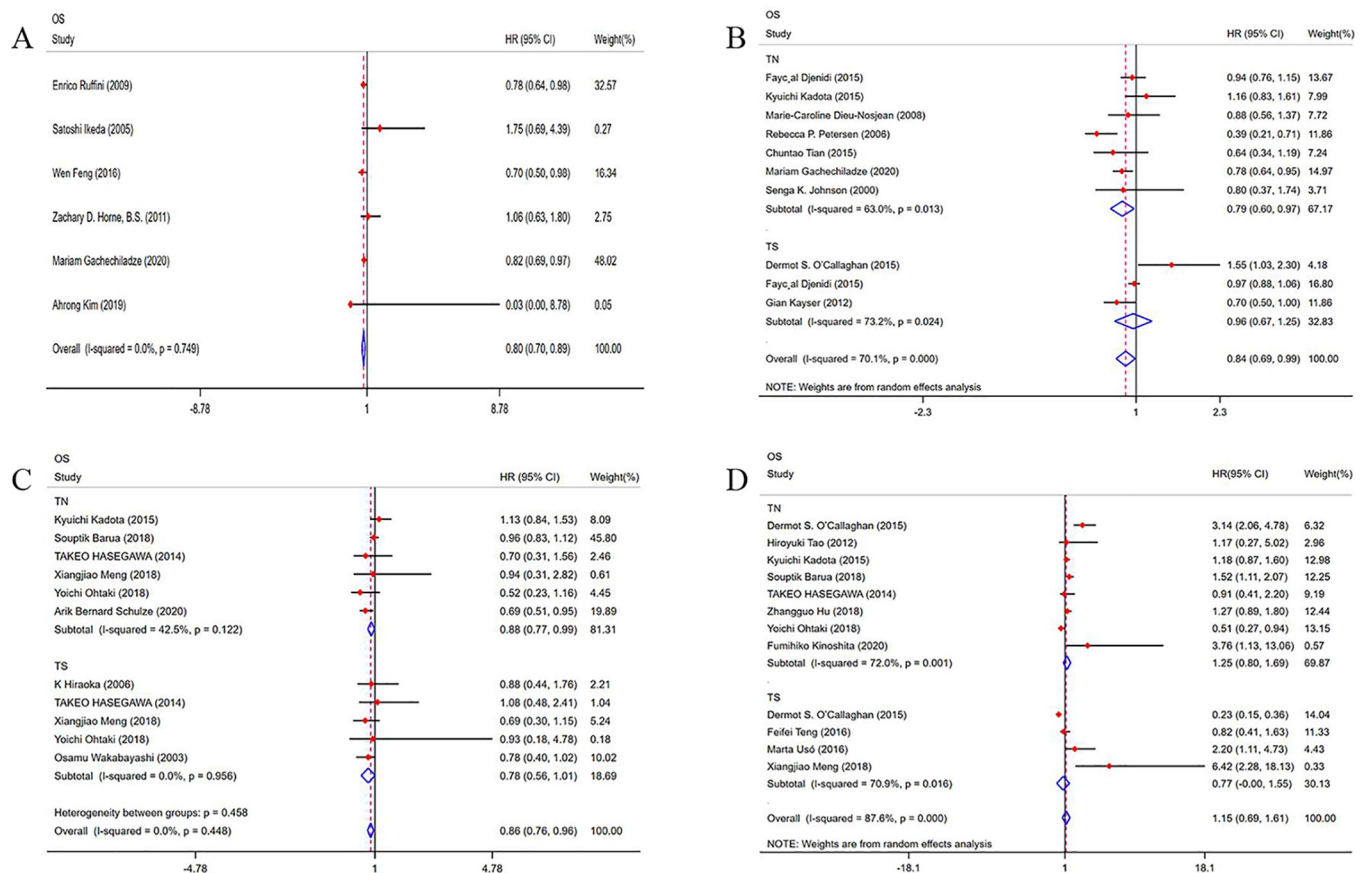 A
OS
Study HR (95% CI) Weight(%)
Enrico Ruffini (2009) 0.78 (0.64, 0.98) 32.57
Satoshi Ikeda (2005) 1.75 (0.69, 4.39) 0.27
Wen Feng (2016) 0.70 (0.50, 0.98) 16.34
Zachary D. Horne, B.S. (2011) 1.06 (0.63, 1.80) 2.75
Mariam Gachechiladze (2020) 0.82 (0.69, 0.97) 48.02
Ahrong Kim (2019) 0.03 (0.00, 8.78) 0.05
Overall (I-squared = 0.0%, p = 0.749) 0.80 (0.70, 0.89) 100.00
-8.78 1 8.78
B
OS
Study HR (95% CI) Weight(%)
TN
Fayc¸al Djenidi (2015) 0.94 (0.76, 1.15) 13.67
Kyuichi Kadota (2015) 1.16 (0.83, 1.61) 7.99
Marie-Caroline Dieu-Nosjean (2008) 0.88 (0.56, 1.37) 7.72
Rebecca P. Petersen (2006) 0.39 (0.21, 0.71) 11.86
Chuntao Tian (2015) 0.64 (0.34, 1.19) 7.24
Mariam Gachechiladze (2020) 0.78 (0.64, 0.95) 14.97
Senga K. Johnson (2000) 0.80 (0.37, 1.74) 3.71
Subtotal (I-squared = 63.0%, p = 0.013) 0.79 (0.60, 0.97) 67.17
.
TS
Dermot S. O'Callaghan (2015) 1.55 (1.03, 2.30) 4.18
Fayc¸al Djenidi (2015) 0.97 (0.88, 1.06) 16.80
Gian Kayser (2012) 0.70 (0.50, 1.00) 11.86
Subtotal (I-squared = 73.2%, p = 0.024) 0.96 (0.67, 1.25) 32.83
.
Overall (I-squared = 70.1%, p = 0.000) 0.84 (0.69, 0.99) 100.00
NOTE: Weights are from random effects analysis
-2.3 1 2.3
C
OS
Study HR (95% CI) Weight(%)
TN
Kyuichi Kadota (2015) 1.13 (0.84, 1.53) 8.09
Souptik Barua (2018) 0.96 (0.83, 1.12) 45.80
TAKEO HASEGAWA (2014) 0.70 (0.31, 1.56) 2.46
Xiangjiao Meng (2018) 0.94 (0.31, 2.82) 0.61
Yoichi Ohtaki (2018) 0.52 (0.23, 1.16) 4.45
Arik Bernard Schulze (2020) 0.69 (0.51, 0.95) 19.89
Subtotal (I-squared = 42.5%, p = 0.122) 0.88 (0.77, 0.99) 81.31
TS
K Hiraoka (2006) 0.88 (0.44, 1.76) 2.21
TAKEO HASEGAWA (2014) 1.08 (0.48, 2.41) 1.04
Xiangjiao Meng (2018) 0.69 (0.30, 1.15) 5.24
Yoichi Ohtaki (2018) 0.93 (0.18, 4.78) 0.18
Osamu Wakabayashi (2003) 0.78 (0.40, 1.02) 10.02
Subtotal (I-squared = 0.0%, p = 0.956) 0.78 (0.56, 1.01) 18.69
Heterogeneity between groups: p = 0.458
Overall (I-squared = 0.0%, p = 0.448) 0.86 (0.76, 0.96) 100.00
-4.78 1 4.78
D
OS
Study HR(95% CI) Weight(%)
TN
Dermot S. O'Callaghan (2015) 3.14 (2.06, 4.78) 6.32
Hiroyuki Tao (2012) 1.17 (0.27, 5.02) 2.96
Kyuichi Kadota (2015) 1.18 (0.87, 1.60) 12.98
Souptik Barua (2018) 1.52 (1.11, 2.07) 12.25
TAKEO HASEGAWA (2014) 0.91 (0.41, 2.20) 9.19
Zhangguo Hu (2018) 1.27 (0.89, 1.80) 12.44
Yoichi Ohtaki (2018) 0.51 (0.27, 0.94) 13.15
Fumihiko Kinoshita (2020) 3.76 (1.13, 13.06) 0.57
Subtotal (I-squared = 72.0%, p = 0.001) 1.25 (0.80, 1.69) 69.87
.
TS
Dermot S. O'Callaghan (2015) 0.23 (0.15, 0.36) 14.04
Feifei Teng (2016) 0.82 (0.41, 1.63) 11.33
Marta Usó (2016) 2.20 (1.11, 4.73) 4.43
Xiangjiao Meng (2018) 6.42 (2.28, 18.13) 0.33
Subtotal (I-squared = 70.9%, p = 0.016) 0.77 (-0.00, 1.55) 30.13
.
Overall (I-squared = 87.6%, p = 0.000) 1.15 (0.69, 1.61) 100.00
NOTE: Weights are from random effects analysis
-18.1 1 18.1